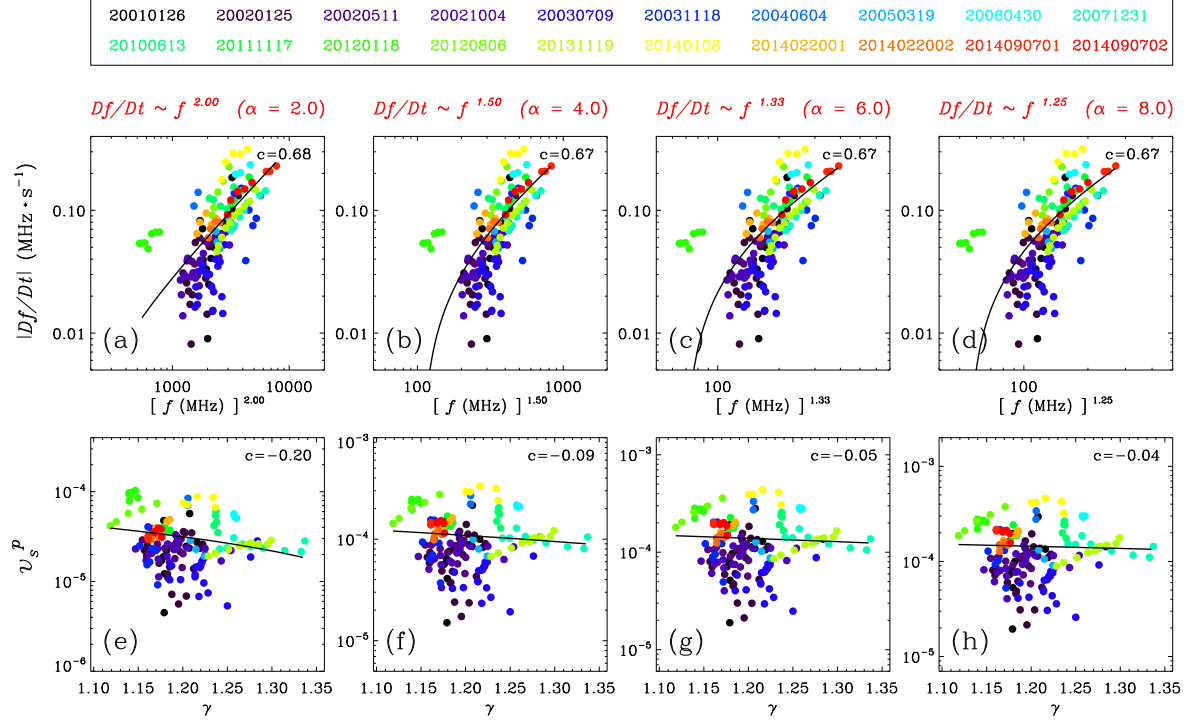 20010126 20020125 20020511 20021004 20030709 20031118 20040604 20050319 20060430 20071231
20100613 20111117 20120118 20120806 20131119 20140108 2014022001 2014022002 2014090701 2014090702
Df/Dt ~ f 2.00 (α = 2.0) Df/Dt ~ f 1.50 (α = 4.0) Df/Dt ~ f 1.33 (α = 6.0) Df/Dt ~ f 1.25 (α = 8.0)
c=0.68 c=0.67 c=0.67 c=0.67
|Df/Dt| (MHz • s⁻¹)
0.10 0.10 0.10 0.10
0.01 0.01 0.01 0.01
(a) (b) (c) (d)
1000 10000 100 1000 100 100
[ f (MHz) ]2.00 [ f (MHz) ]1.50 [ f (MHz) ]1.33 [ f (MHz) ]1.25
c=−0.20 c=−0.09 c=−0.05 c=−0.04
υsp
10⁻⁴ 10⁻⁵ 10⁻⁶
10⁻³ 10⁻⁴ 10⁻⁵
10⁻³ 10⁻⁴ 10⁻⁵
10⁻³ 10⁻⁴ 10⁻⁵
(e) (f) (g) (h)
1.10 1.15 1.20 1.25 1.30 1.35 1.10 1.15 1.20 1.25 1.30 1.35 1.10 1.15 1.20 1.25 1.30 1.35 1.10 1.15 1.20 1.25 1.30 1.35
γ γ γ γ